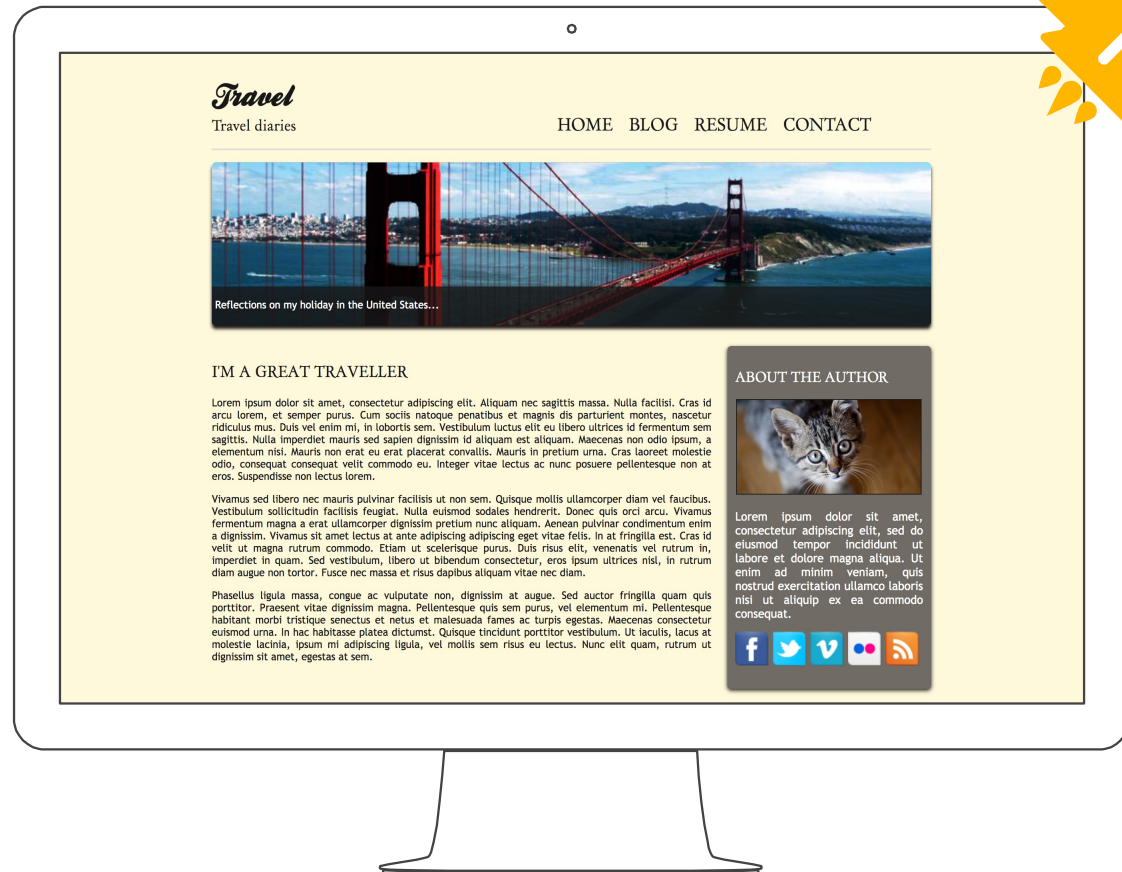 Travel
Travel diaries
HOME BLOG RESUME CONTACT
Reflections on my holiday in the United States...
I'M A GREAT TRAVELLER
Lorem ipsum dolor sit amet, consectetur adipiscing elit. Aliquam nec sagittis massa. Nulla facilisi. Cras id
arcu lorem, et semper purus. Cum sociis natoque penatibus et magnis dis parturient montes, nascetur
ridiculus mus. Duis vel enim mi, in lobortis sem. Vestibulum luctus elit eu libero ultrices id fermentum sem
sagittis. Nulla imperdiet mauris sed sapien dignissim id aliquam est aliquam. Maecenas non odio ipsum, a
elementum nisi. Mauris non erat eu erat placerat convallis. Mauris in pretium urna. Cras laoreet molestie
odio, consequat consequat velit commodo eu. Integer vitae lectus ac nunc posuere pellentesque non at
eros. Suspendisse non lectus lorem.
Vivamus sed libero nec mauris pulvinar facilisis ut non sem. Quisque mollis ullamcorper diam vel faucibus.
Vestibulum sollicitudin facilisis feugiat. Nulla euismod sodales hendrerit. Donec quis orci arcu. Vivamus
fermentum magna a erat ullamcorper dignissim pretium nunc aliquam. Aenean pulvinar condimentum enim
a dignissim. Vivamus sit amet lectus at ante adipiscing adipiscing eget vitae felis. In at fringilla est. Cras id
velit ut magna rutrum commodo. Etiam ut scelerisque purus. Duis risus elit, venenatis vel rutrum in,
imperdiet in quam. Sed vestibulum, libero ut bibendum consectetur, eros ipsum ultrices nisl, in rutrum
diam augue non tortor. Fusce nec massa et risus dapibus aliquam vitae nec diam.
Phasellus ligula massa, congue ac vulputate non, dignissim at augue. Sed auctor fringilla quam quis
porttitor. Praesent vitae dignissim magna. Pellentesque quis sem purus, vel elementum mi. Pellentesque
habitant morbi tristique senectus et netus et malesuada fames ac turpis egestas. Maecenas consectetur
euismod urna. In hac habitasse platea dictumst. Quisque tincidunt porttitor vestibulum. Ut iaculis, lacus at
molestie lacinia, ipsum mi adipiscing ligula, vel mollis sem risus eu lectus. Nunc elit quam, rutrum ut
dignissim sit amet, egestas at sem.
ABOUT THE AUTHOR
Lorem ipsum dolor sit amet,
consectetur adipiscing elit, sed do
eiusmod tempor incididunt ut
labore et dolore magna aliqua. Ut
enim ad minim veniam, quis
nostrud exercitation ullamco laboris
nisi ut aliquip ex ea commodo
consequat.